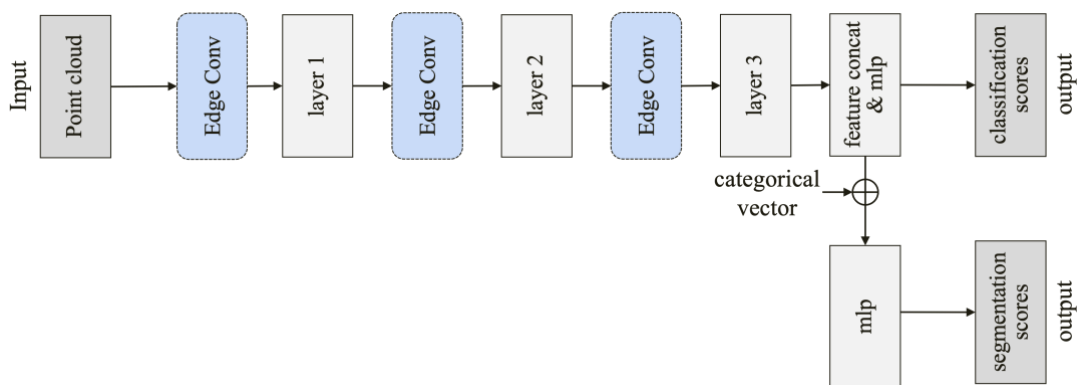 Input
Point cloud
Edge Conv
layer 1
Edge Conv
layer 2
Edge Conv
layer 3
feature concat
& mlp
classification
scores
output
categorical
vector
mlp
segmentation
scores
output